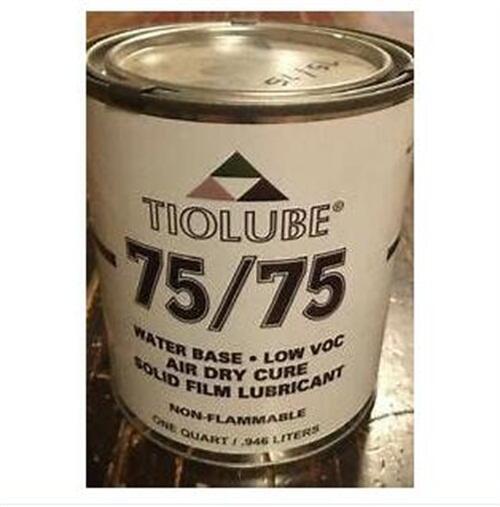 TIOLUBE®
75/75
WATER BASE • LOW VOC
AIR DRY CURE
SOLID FILM LUBRICANT
NON-FLAMMABLE
ONE QUART / .946 LITERS